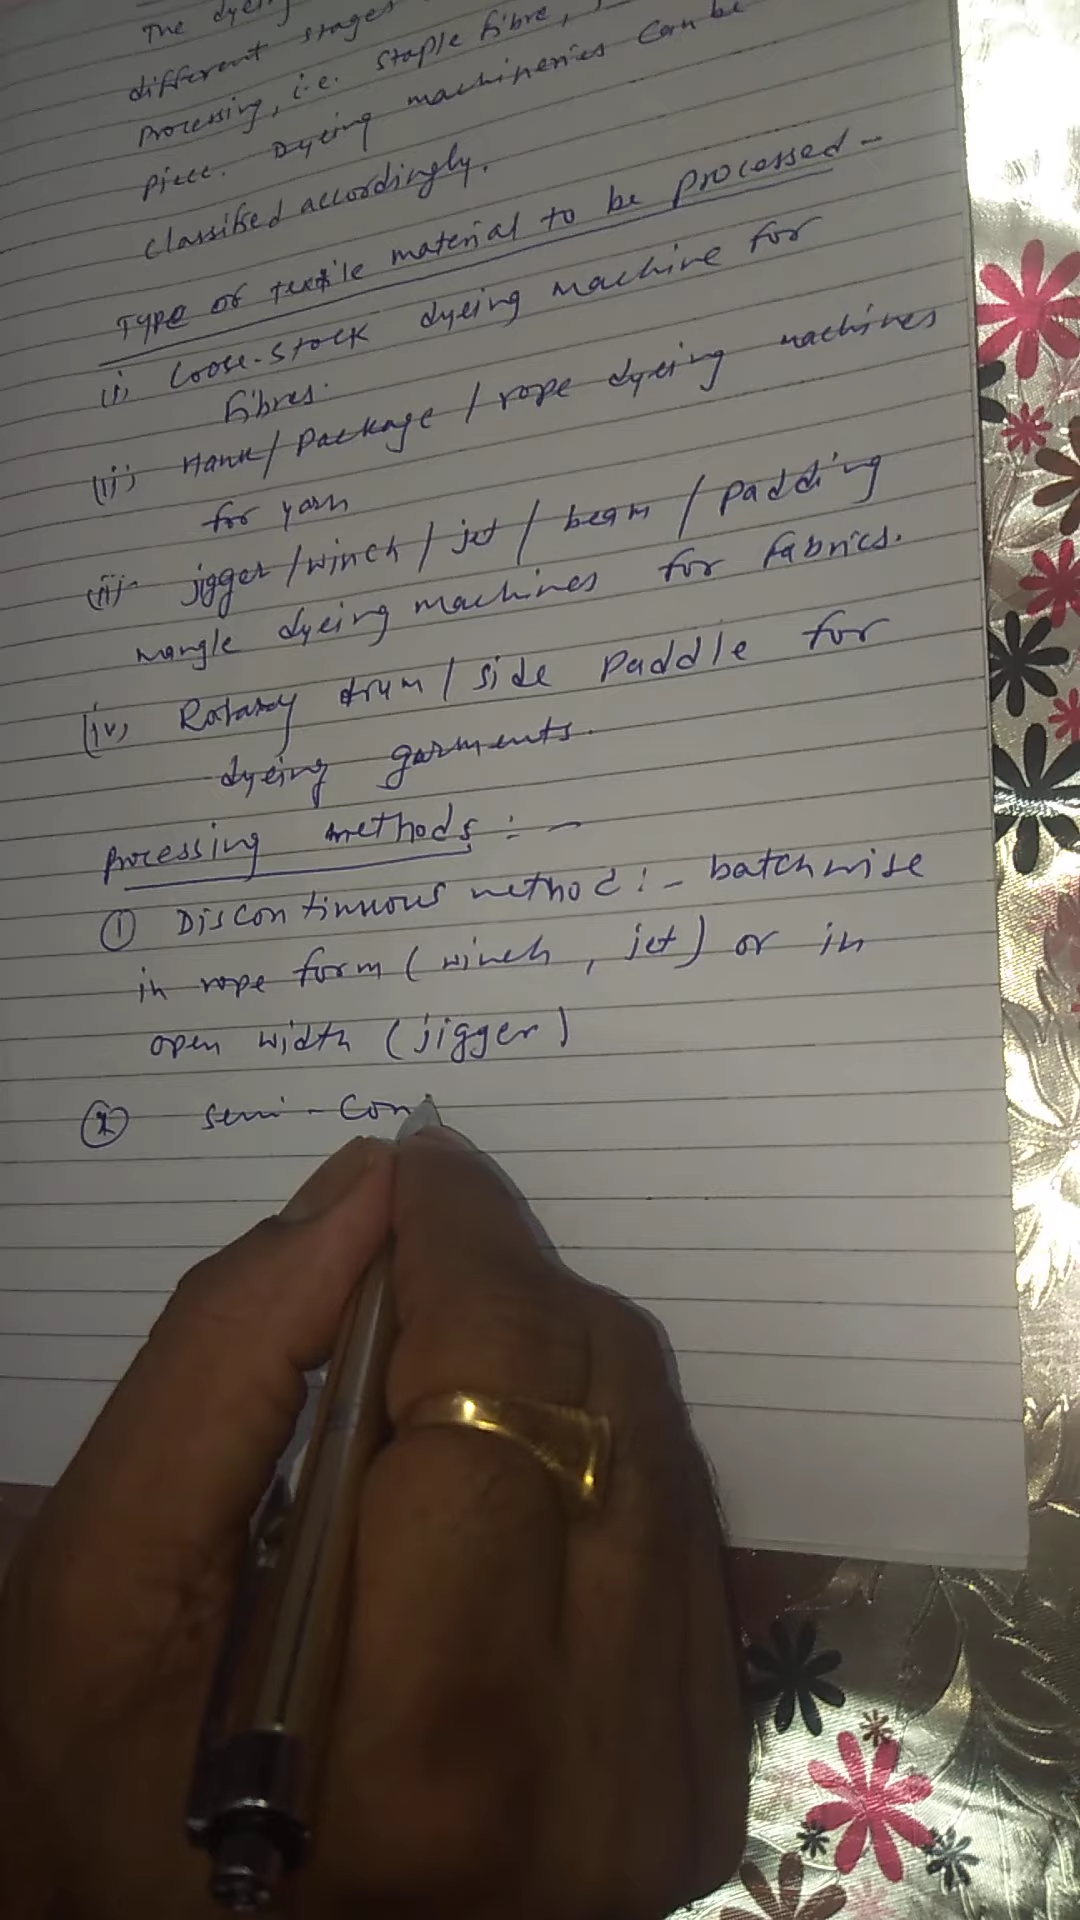 The dyeing
different stages
processing, i.e. staple fibre,
piece. Dyeing machineries can be
classified accordingly.
Type of textile material to be processed -
(i) Loose-stock dyeing machine for
fibres.
(ii) Hank/package/rope dyeing machines
for yarn
(iii) jigger/winch/jet/beam/padding
mangle dyeing machines for fabrics.
(iv) Rotary drum/side paddle for
dyeing garments.
Processing methods :-
① Discontinuous method :- batchwise
in rope form (winch, jet) or in
open width (jigger)
② semi-con